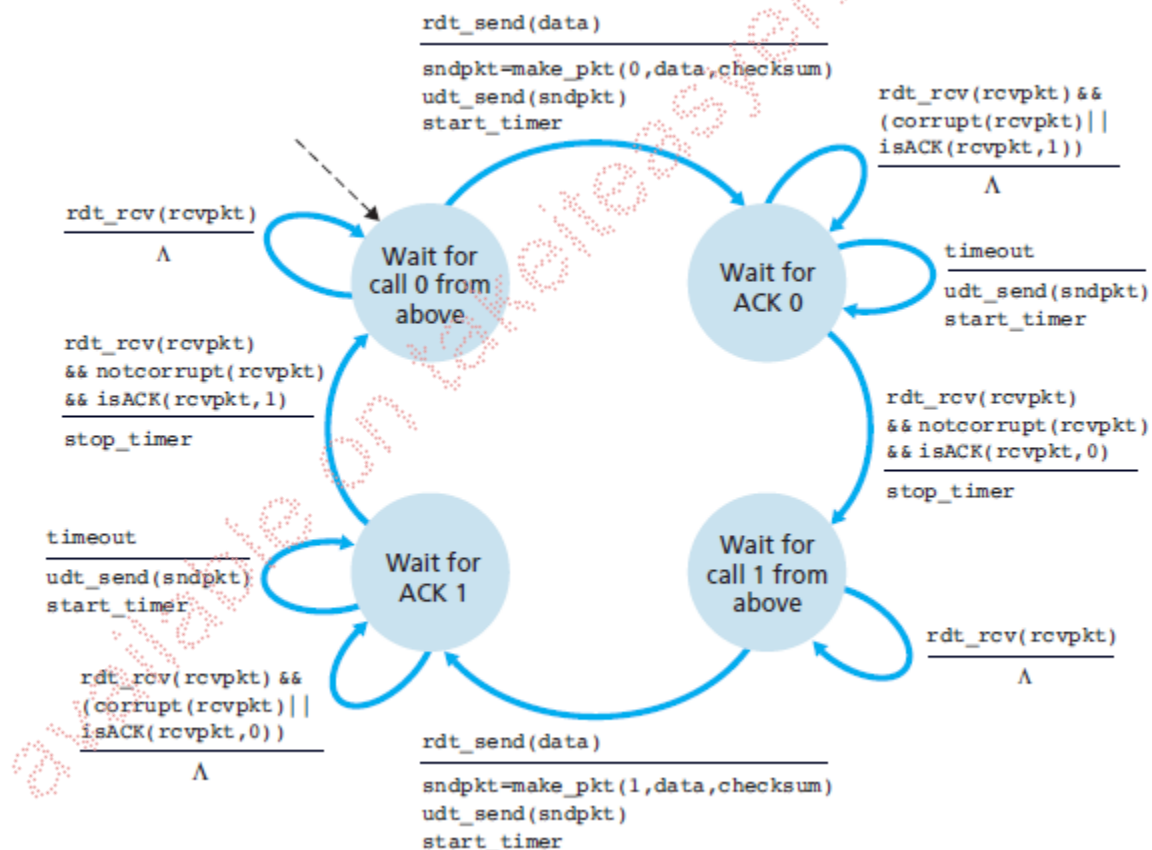 rdt_send(data)
sndpkt=make_pkt(0,data,checksum)
udt_send(sndpkt)
start_timer
rdt_rcv(rcvpkt) &&
(corrupt(rcvpkt)||
isACK(rcvpkt,1))
Λ
rdt_rcv(rcvpkt)
Λ
Wait for
call 0 from
above
Wait for
ACK 0
timeout
udt_send(sndpkt)
start_timer
rdt_rcv(rcvpkt)
&& notcorrupt(rcvpkt)
&& isACK(rcvpkt,1)
stop_timer
rdt_rcv(rcvpkt)
&& notcorrupt(rcvpkt)
&& isACK(rcvpkt,0)
stop_timer
timeout
udt_send(sndpkt)
start_timer
Wait for
ACK 1
Wait for
call 1 from
above
rdt_rcv(rcvpkt)
Λ
rdt_rcv(rcvpkt) &&
(corrupt(rcvpkt)||
isACK(rcvpkt,0))
Λ
rdt_send(data)
sndpkt=make_pkt(1,data,checksum)
udt_send(sndpkt)
start_timer
available on takeiteasyen